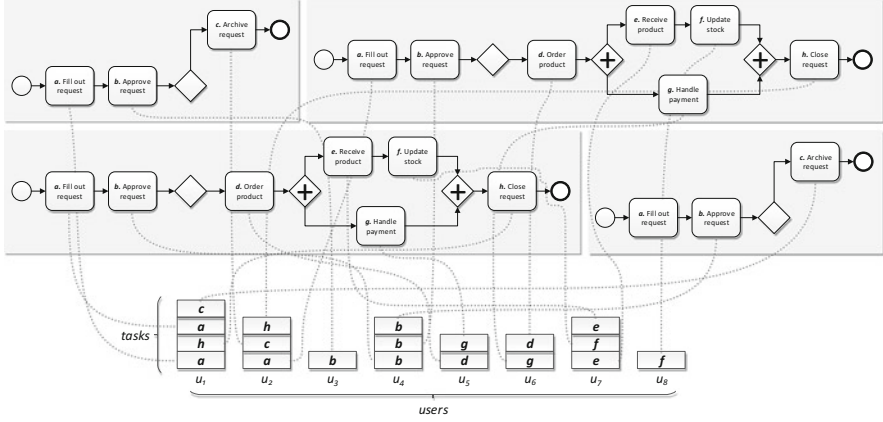 c. Archive
request
a. Fill out
request
b. Approve
request
e. Receive
product
f. Update
stock
a. Fill out
request
b. Approve
request
d. Order
product
h. Close
request
g. Handle
payment
e. Receive
product
f. Update
stock
a. Fill out
request
b. Approve
request
d. Order
product
h. Close
request
g. Handle
payment
c. Archive
request
a. Fill out
request
b. Approve
request
tasks
c
a
h
a
u1
h
c
a
u2
b
u3
b
b
b
u4
g
d
u5
d
g
u6
e
f
e
u7
f
u8
users